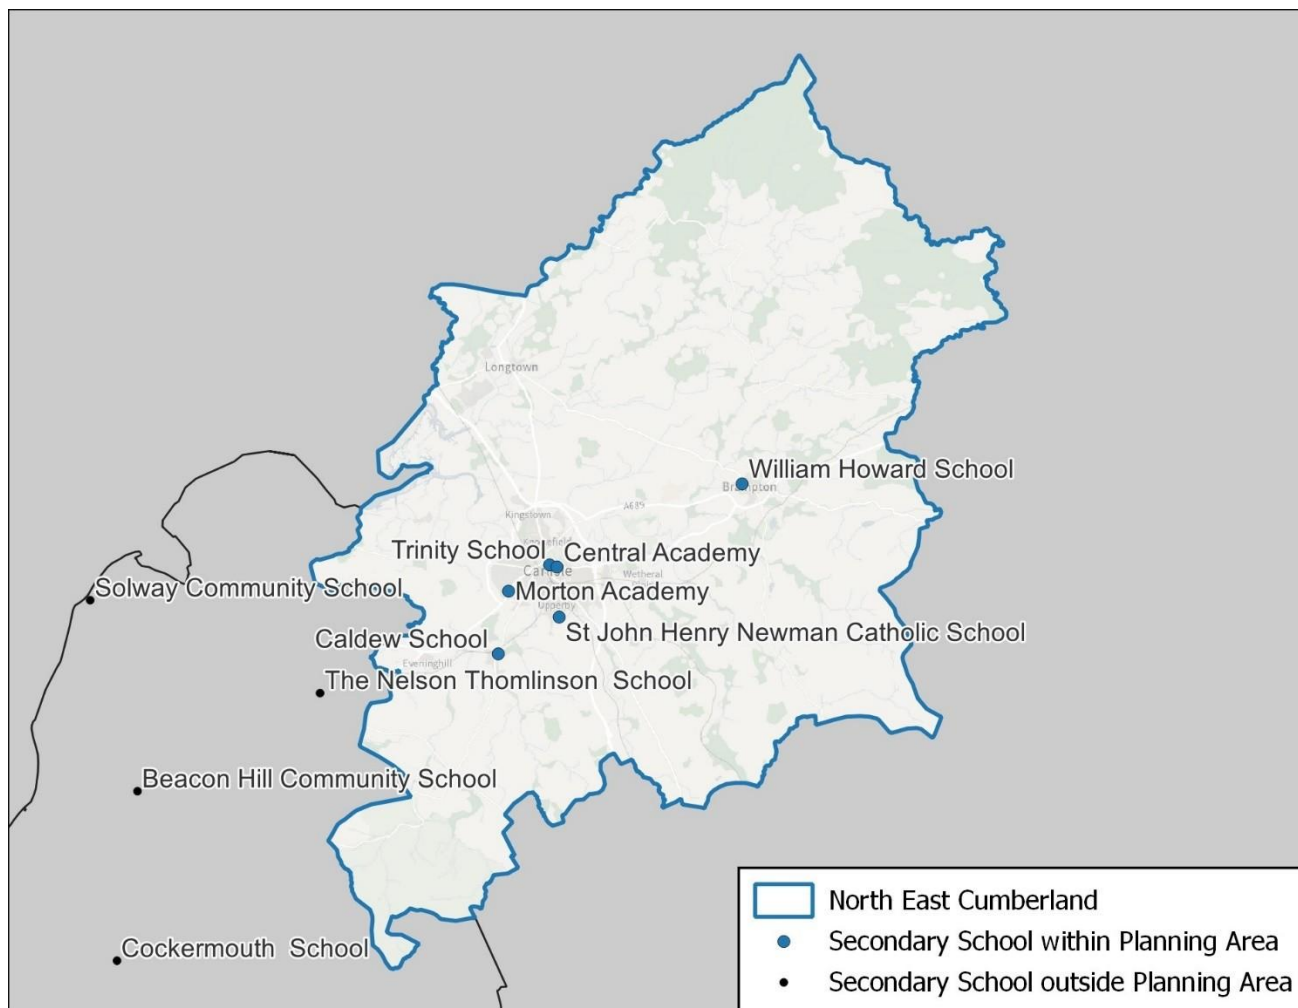 Longtown
William Howard School
Brampton
Kingstown
A689
Trinity School
Central Academy
Carlisle
Wetheral
Solway Community School
Morton Academy
Upperby
St John Henry Newman Catholic School
Caldew School
Eveninghill
The Nelson Thomlinson School
Beacon Hill Community School
Cockermouth School
North East Cumberland
Secondary School within Planning Area
Secondary School outside Planning Area